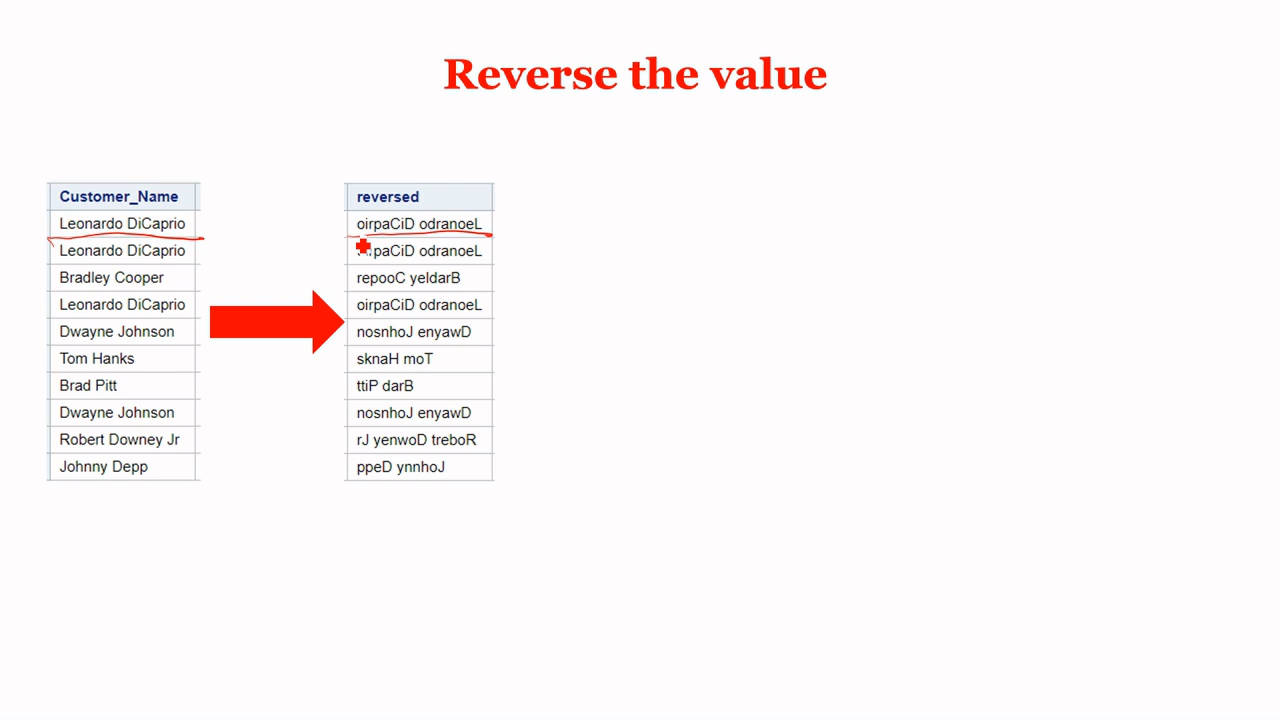 Reverse the value
Customer_Name
Leonardo DiCaprio
Leonardo DiCaprio
Bradley Cooper
Leonardo DiCaprio
Dwayne Johnson
Tom Hanks
Brad Pitt
Dwayne Johnson
Robert Downey Jr
Johnny Depp
reversed
oirpaCiD odranoeL
odranoeL
repooC yeldarB
oirpaCiD odranoeL
nosnhoJ enyawD
sknaH moT
ttiP darB
nosnhoJ enyawD
rJ yenwoD treboR
ppeD ynnhoJ